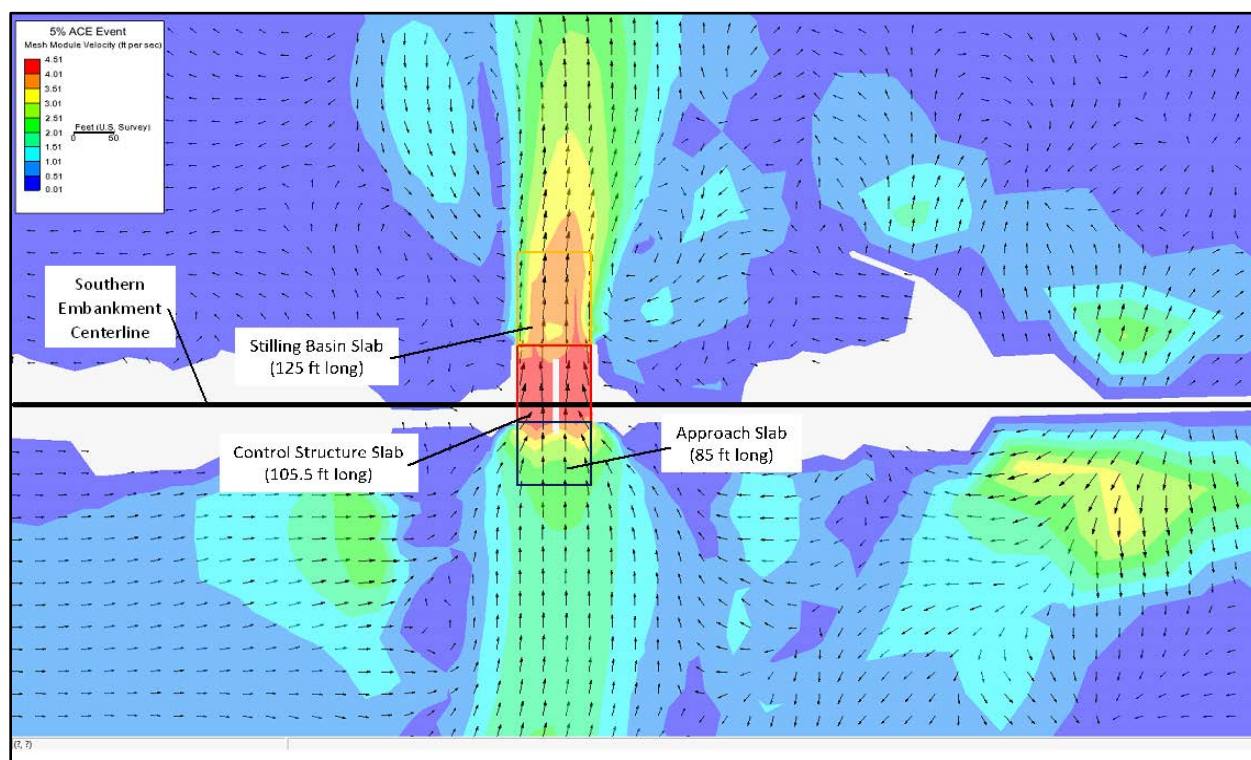 5% ACE Event
Mesh Module Velocity (ft per sec)
4.51
4.01
3.51
3.01
2.51
2.01
1.51
1.01
0.51
0.01
Feet (U.S. Survey)
0 50
Southern
Embankment
Centerline
Stilling Basin Slab
(125 ft long)
Control Structure Slab
(105.5 ft long)
Approach Slab
(85 ft long)
(?, ?)